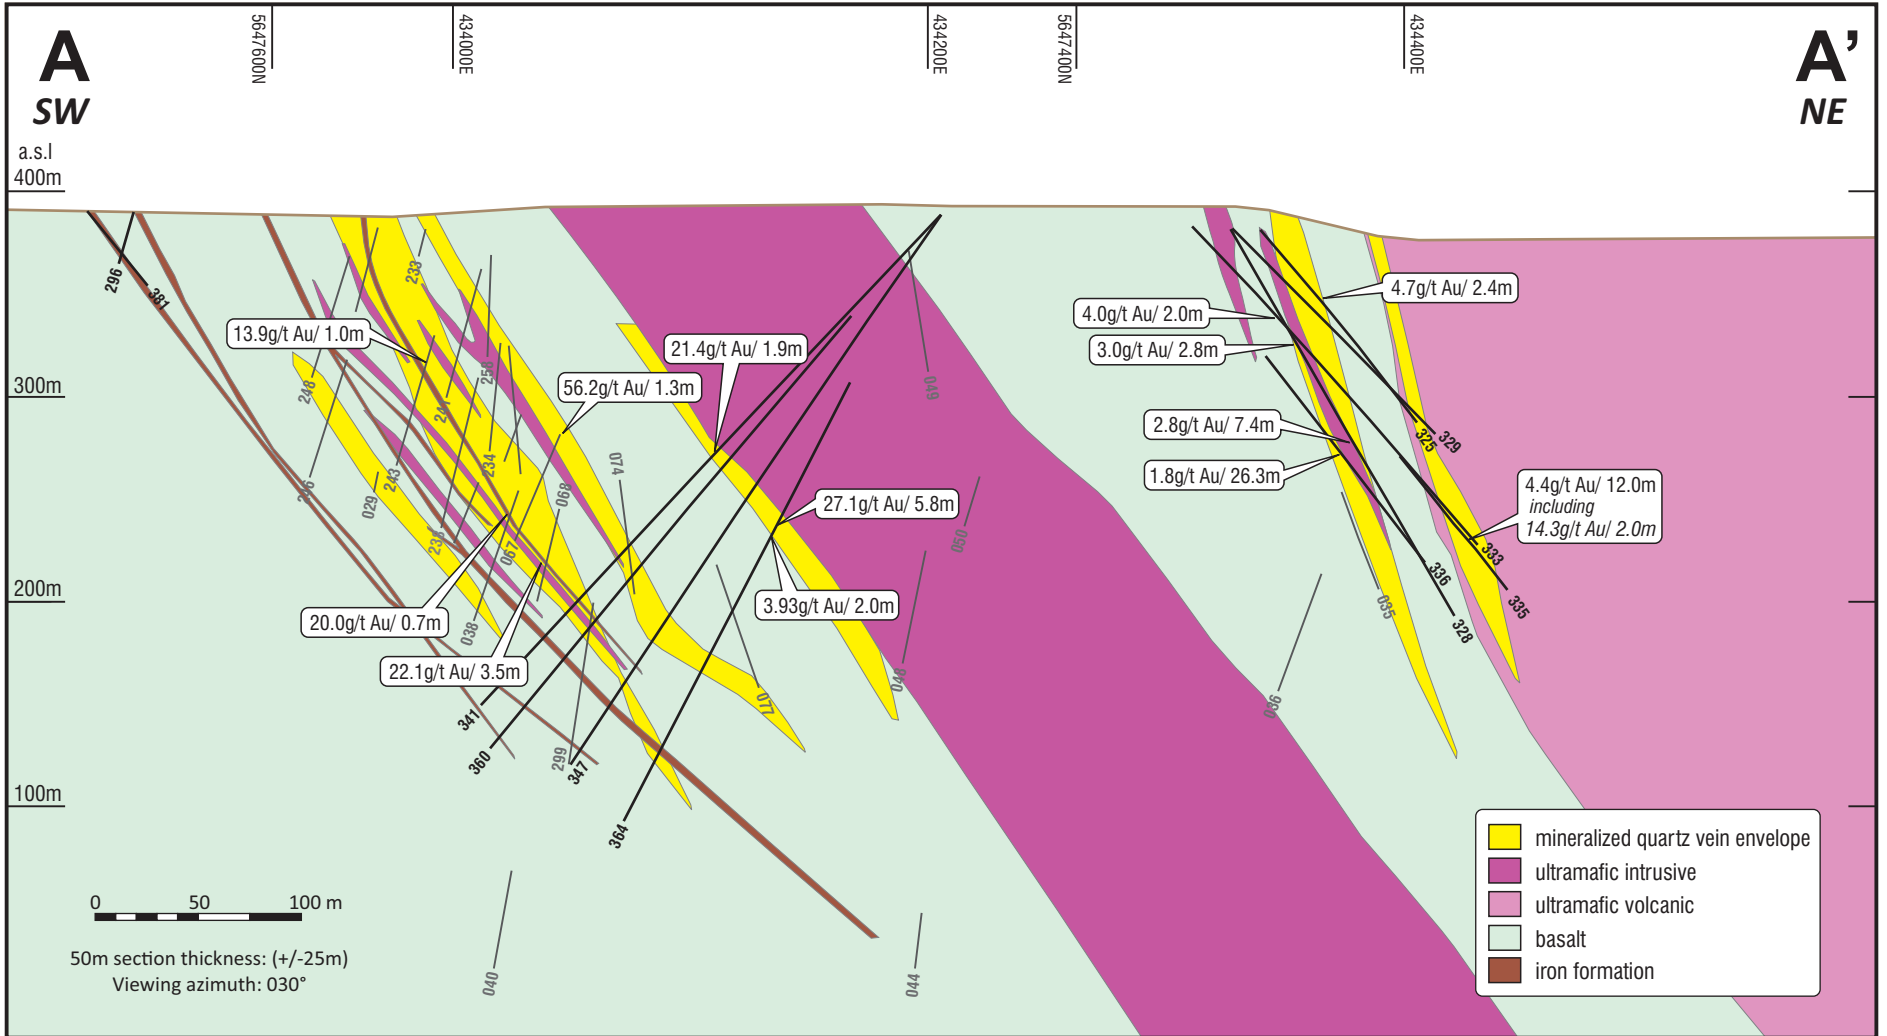 A
SW
A’
NE
5647600N
434000E
434200E
5647400N
434400E
a.s.l
400m
300m
200m
100m
296
381
13.9g/t Au/ 1.0m
248
233
258
241
243
029
234
068
074
067
038
299
077
21.4g/t Au/ 1.9m
56.2g/t Au/ 1.3m
27.1g/t Au/ 5.8m
3.93g/t Au/ 2.0m
20.0g/t Au/ 0.7m
22.1g/t Au/ 3.5m
341
360
347
364
049
050
048
040
044
036
035
4.7g/t Au/ 2.4m
4.0g/t Au/ 2.0m
3.0g/t Au/ 2.8m
2.8g/t Au/ 7.4m
1.8g/t Au/ 26.3m
4.4g/t Au/ 12.0m
including
14.3g/t Au/ 2.0m
325
329
333
335
336
328
0 50 100 m
50m section thickness: (+/-25m)
Viewing azimuth: 030°
mineralized quartz vein envelope
ultramafic intrusive
ultramafic volcanic
basalt
iron formation